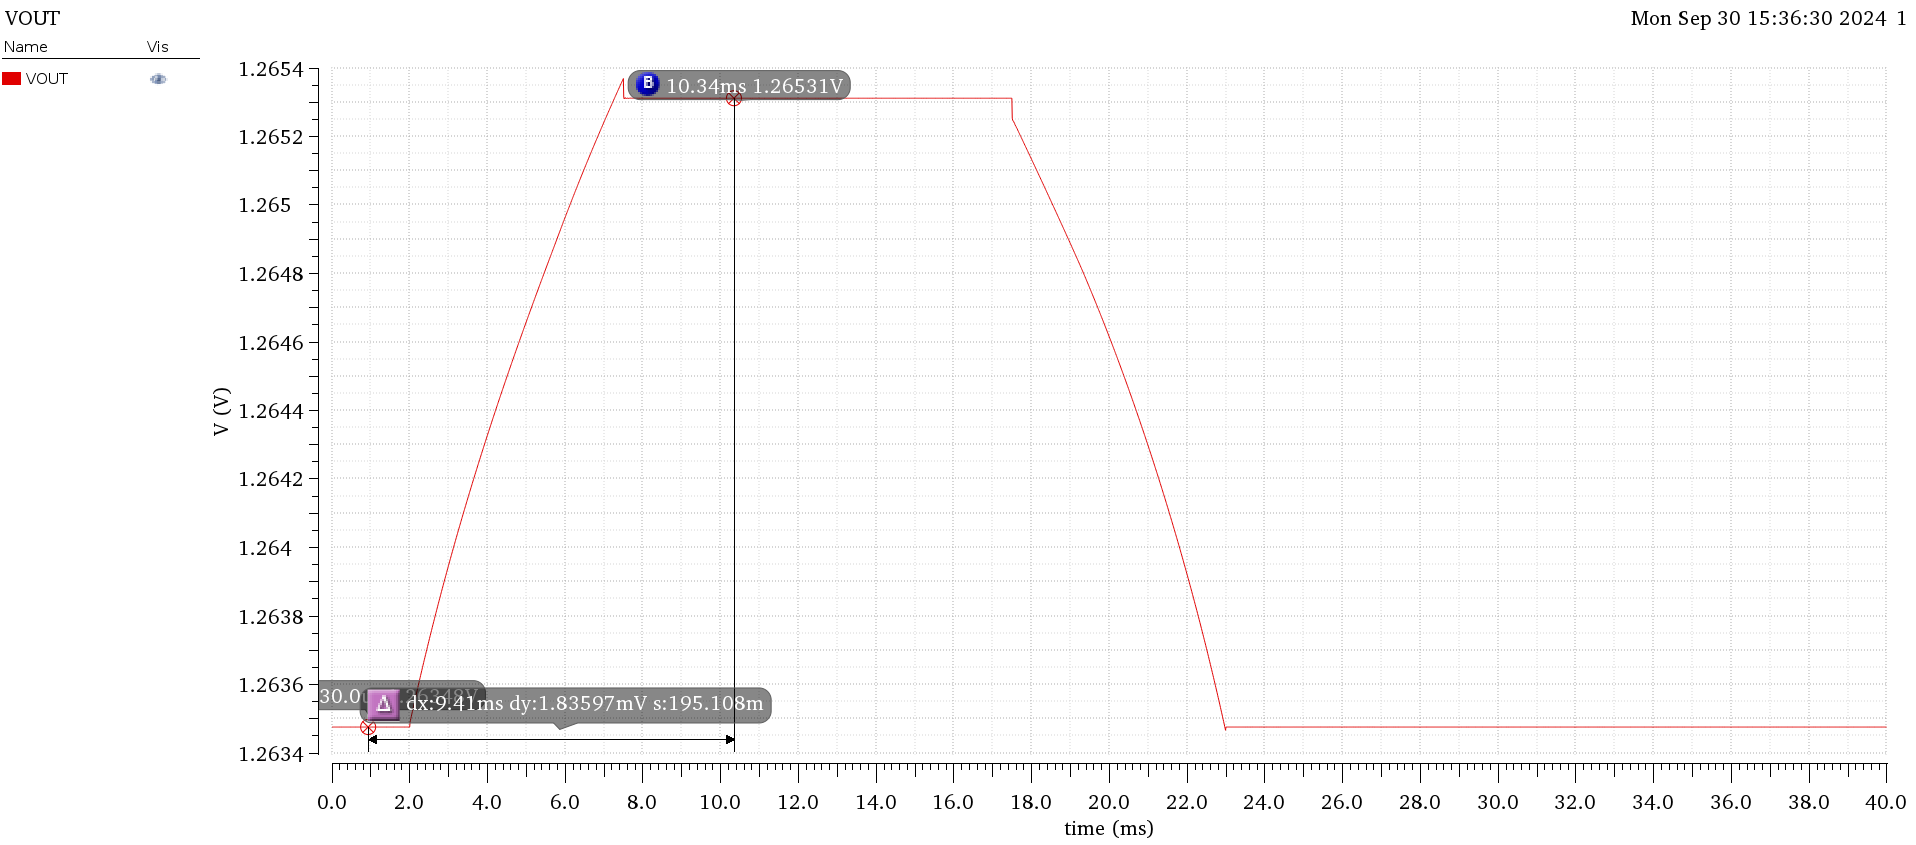 VOUT
Mon Sep 30 15:36:30 2024 1
Name Vis
VOUT
1.2654
B 10.34ms 1.26531V
1.2652
1.265
1.2648
1.2646
1.2644
V (V)
1.2642
1.264
1.2638
1.2636
30.0
26348V
Δ dx:9.41ms dy:1.83597mV s:195.108m
1.2634
0.0 2.0 4.0 6.0 8.0 10.0 12.0 14.0 16.0 18.0 20.0 22.0 24.0 26.0 28.0 30.0 32.0 34.0 36.0 38.0 40.0
time (ms)